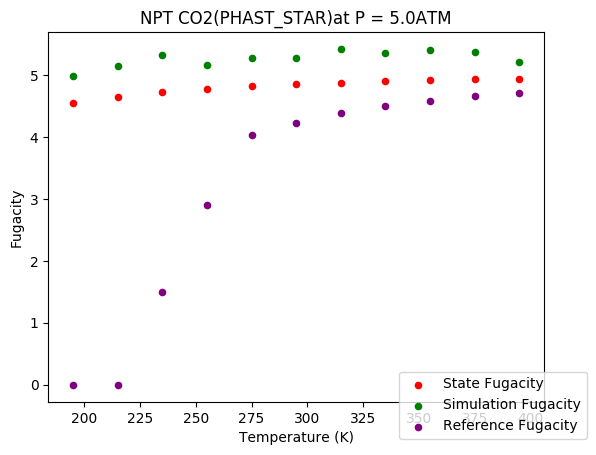 NPT CO2(PHAST_STAR)at P = 5.0ATM
Fugacity
5
4
3
2
1
0
200 225 250 275 300 325 350 375 400
Temperature (K)
State Fugacity
Simulation Fugacity
Reference Fugacity